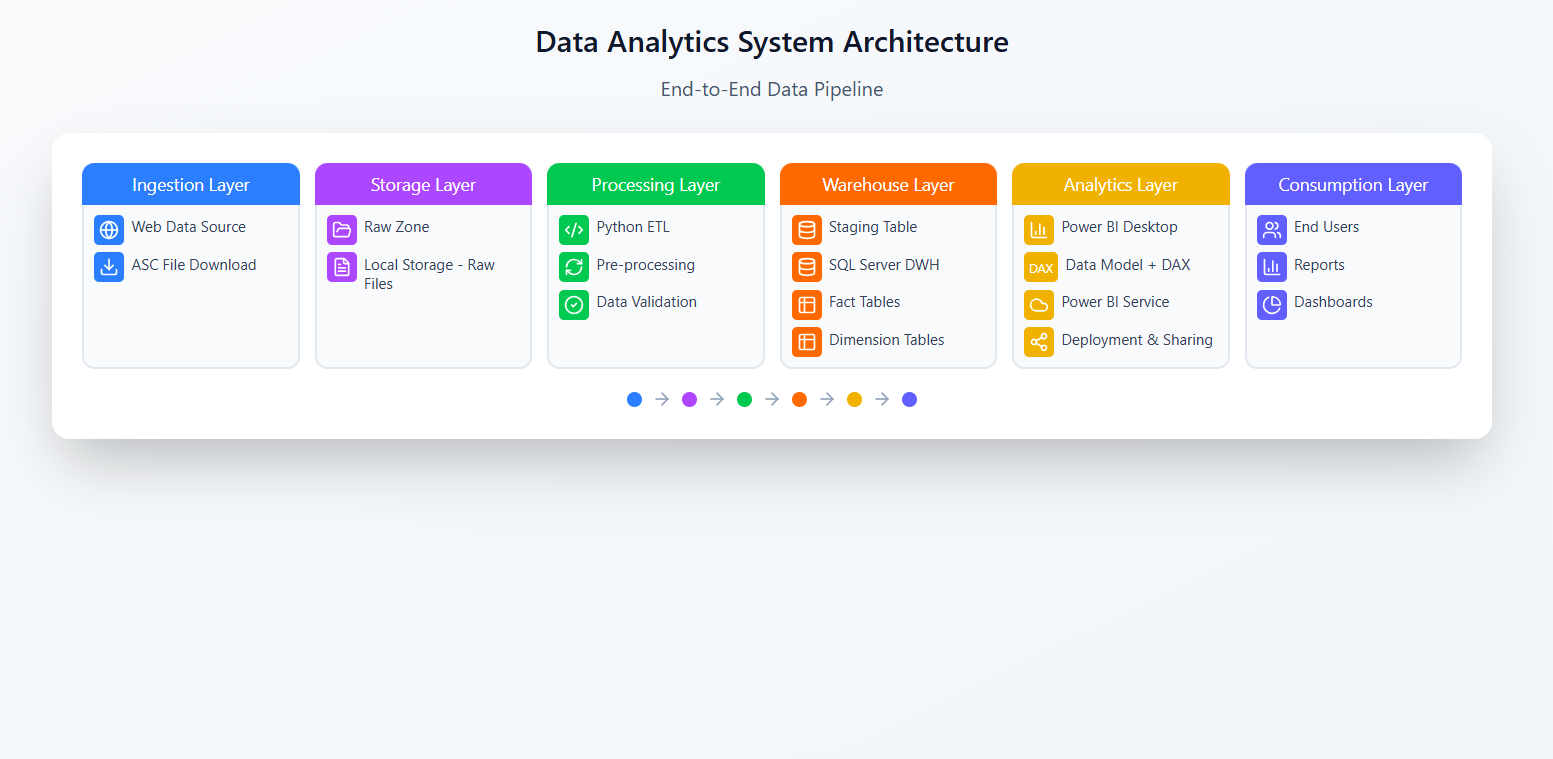 Data Analytics System Architecture
End-to-End Data Pipeline
Ingestion Layer
Web Data Source
ASC File Download
Storage Layer
Raw Zone
Local Storage - Raw
Files
Processing Layer
Python ETL
Pre-processing
Data Validation
Warehouse Layer
Staging Table
SQL Server DWH
Fact Tables
Dimension Tables
Analytics Layer
Power BI Desktop
DAX Data Model + DAX
Power BI Service
Deployment & Sharing
Consumption Layer
End Users
Reports
Dashboards